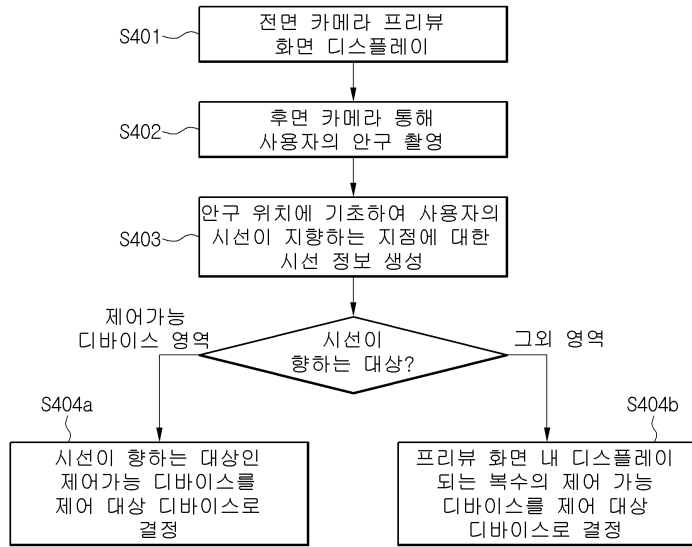 S401
전면 카메라 프리뷰
화면 디스플레이
S402
후면 카메라 통해
사용자의 안구 촬영
S403
안구 위치에 기초하여 사용자의
시선이 지향하는 지점에 대한
시선 정보 생성
제어가능
디바이스 영역
시선이
향하는 대상?
그외 영역
S404a
시선이 향하는 대상인
제어가능 디바이스를
제어 대상 디바이스로
결정
S404b
프리뷰 화면 내 디스플레이
되는 복수의 제어 가능
디바이스를 제어 대상
디바이스로 결정